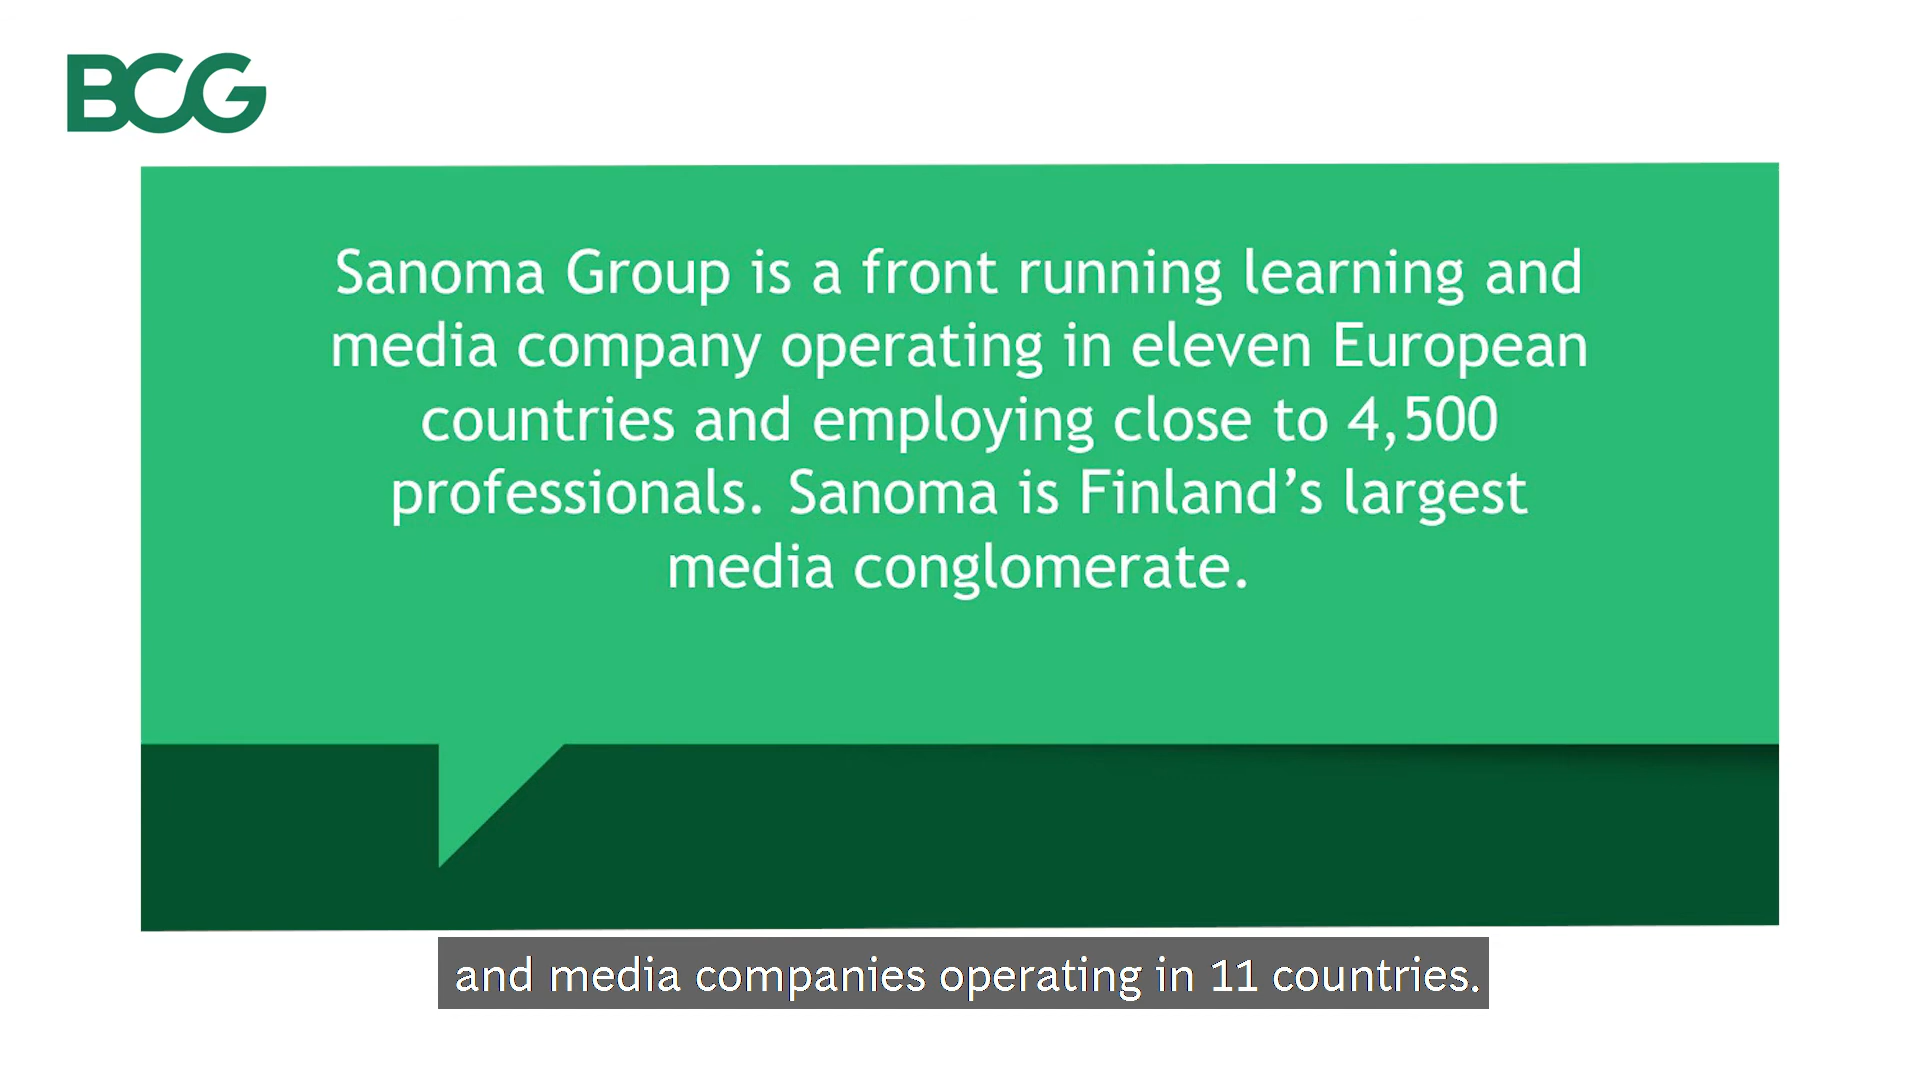 BCG
Sanoma Group is a front running learning and
media company operating in eleven European
countries and employing close to 4,500
professionals. Sanoma is Finland’s largest
media conglomerate.
and media companies operating in 11 countries.